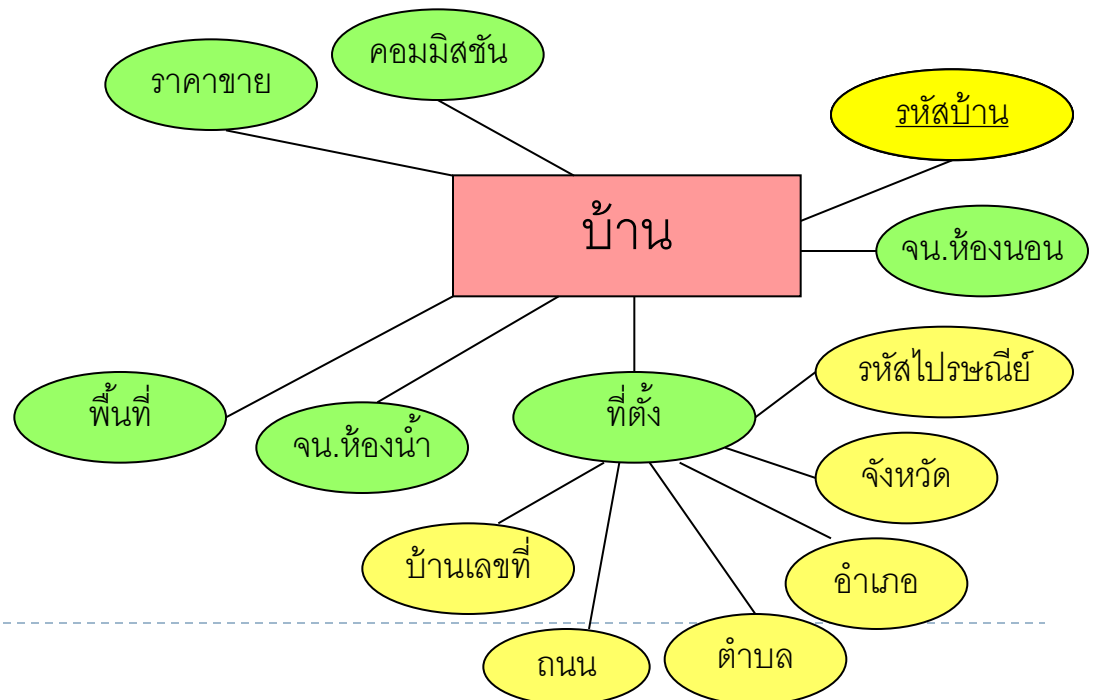 คอมมิสชัน
ราคาขาย
รหัสบ้าน
บ้าน
จน.ห้องนอน
รหัสไปรษณีย์
พื้นที่
ที่ตั้ง
จน.ห้องน้ำ
จังหวัด
บ้านเลขที่
อำเภอ
ถนน
ตำบล